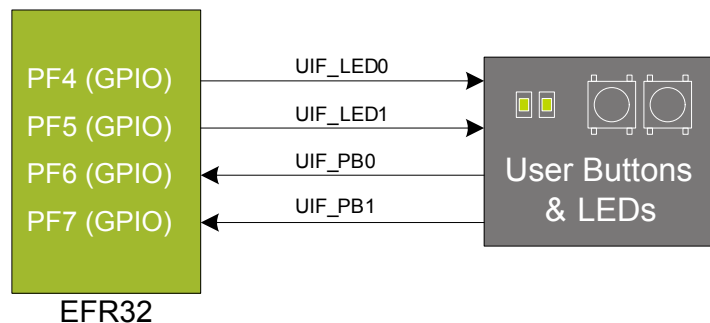 PF4 (GPIO)
PF5 (GPIO)
PF6 (GPIO)
PF7 (GPIO)
UIF_LED0
UIF_LED1
UIF_PB0
UIF_PB1
User Buttons
& LEDs
EFR32